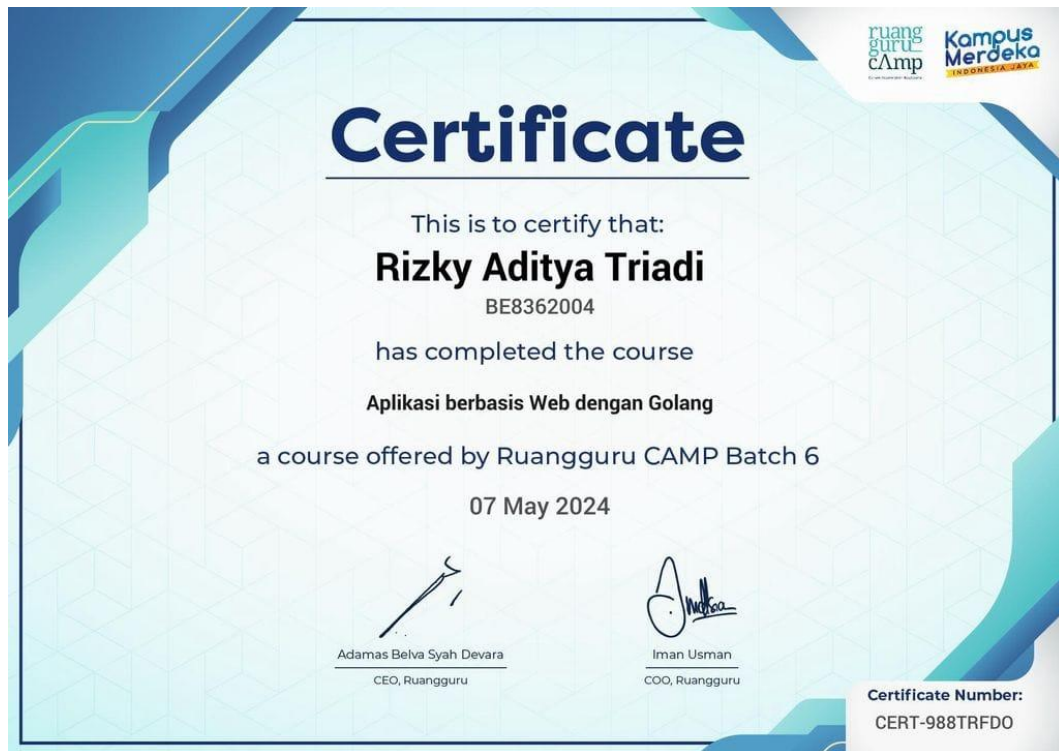 ruang
guru
cAmp
Kampus
Merdeka
INDONESIA JAYA
Certificate
This is to certify that:
Rizky Aditya Triadi
BE8362004
has completed the course
Aplikasi berbasis Web dengan Golang
a course offered by Ruangguru CAMP Batch 6
07 May 2024
Adamas Belva Syah Devara
CEO, Ruangguru
Iman Usman
COO, Ruangguru
Certificate Number:
CERT-988TRFDO